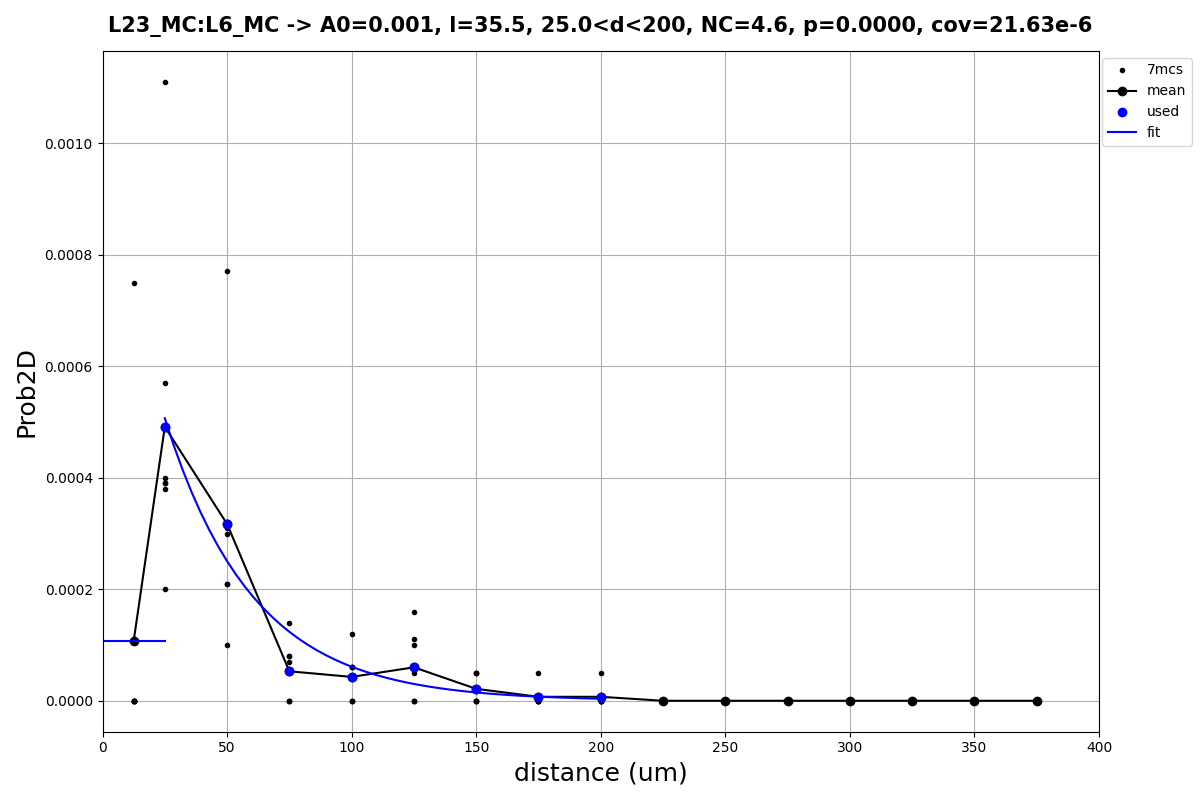 L23_MC:L6_MC -> A0=0.001, l=35.5, 25.0<d<200, NC=4.6, p=0.0000, cov=21.63e-6
7mcs
mean
used
fit
0.0010
0.0008
0.0006
0.0004
0.0002
0.0000
Prob2D
0 50 100 150 200 250 300 350 400
distance (um)